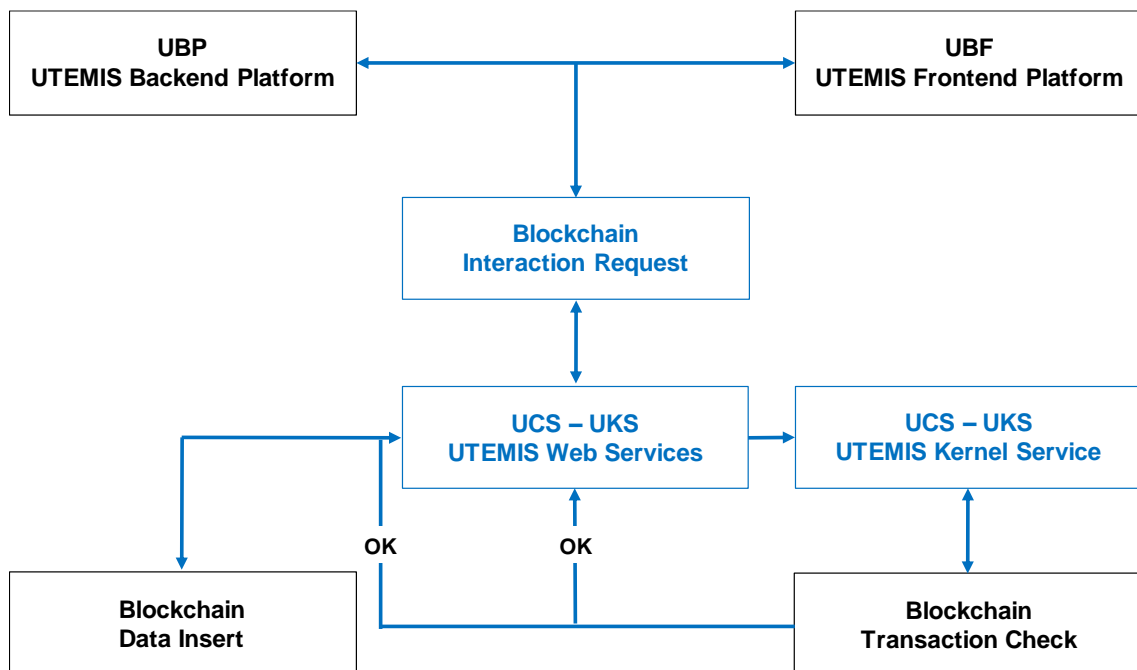 UBP
UTEMIS Backend Platform
UBF
UTEMIS Frontend Platform
Blockchain
Interaction Request
UCS – UKS
UTEMIS Web Services
UCS – UKS
UTEMIS Kernel Service
OK
OK
Blockchain
Data Insert
Blockchain
Transaction Check